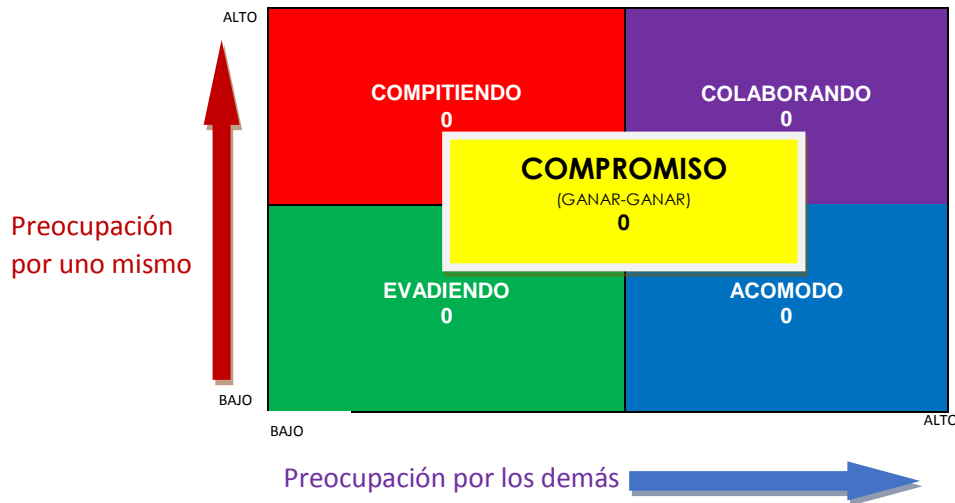 ALTO
COMPITIENDO
0
COLABORANDO
0
COMPROMISO
(GANAR-GANAR)
0
Preocupación
por uno mismo
EVADIENDO
0
ACOMODO
0
BAJO
BAJO
ALTO
Preocupación por los demás